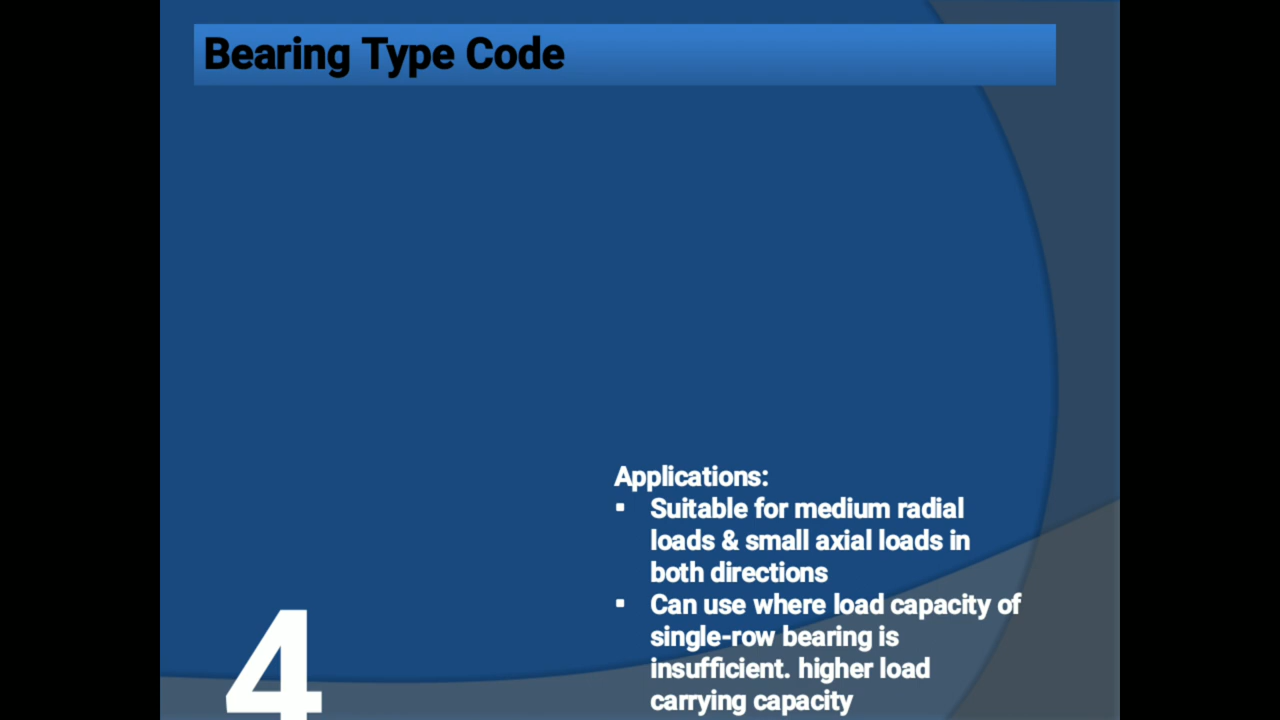 Bearing Type Code
Applications:
▪ Suitable for medium radial
loads & small axial loads in
both directions
▪ Can use where load capacity of
single-row bearing is
insufficient. higher load
carrying capacity
4